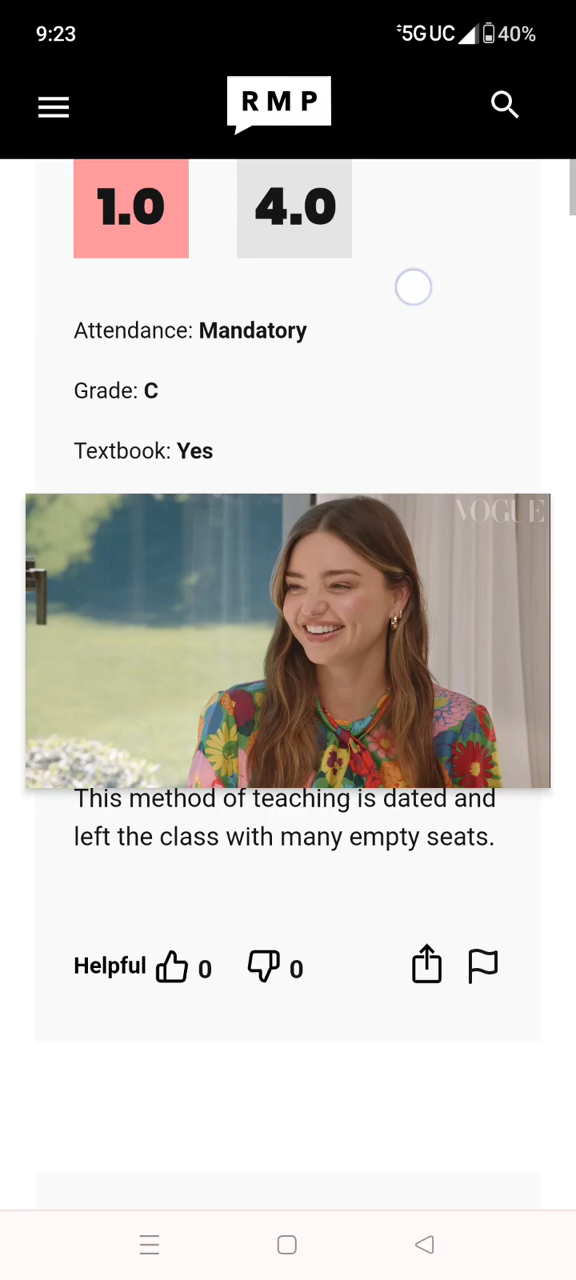 9:23
5G UC 40%
RMP
1.0 4.0
Attendance: Mandatory
Grade: C
Textbook: Yes
VOGUE
This method of teaching is dated and
left the class with many empty seats.
Helpful 0 0